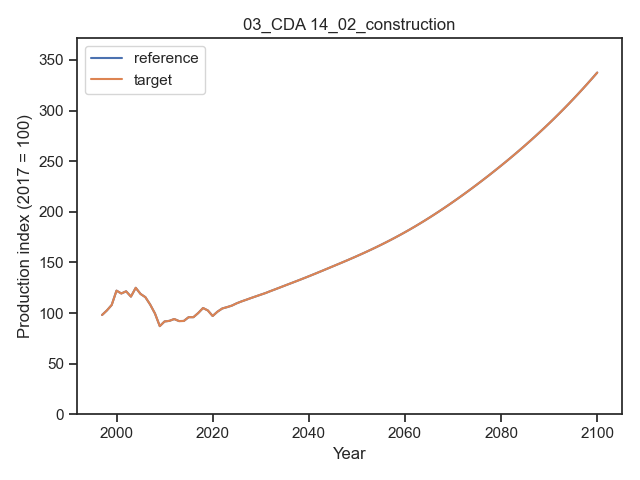 03_CDA 14_02_construction
reference
target
Production index (2017 = 100)
350
300
250
200
150
100
50
0
2000 2020 2040 2060 2080 2100
Year